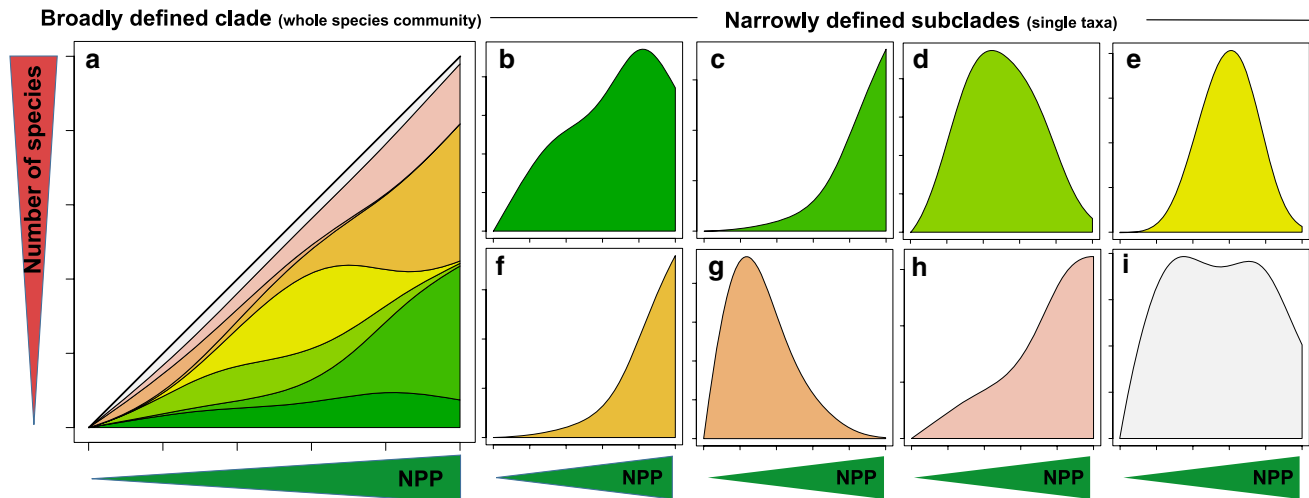 Broadly defined clade (whole species community)
Narrowly defined subclades (single taxa)
Number of species
a
b
c
d
e
f
g
h
i
NPP
NPP
NPP
NPP
NPP